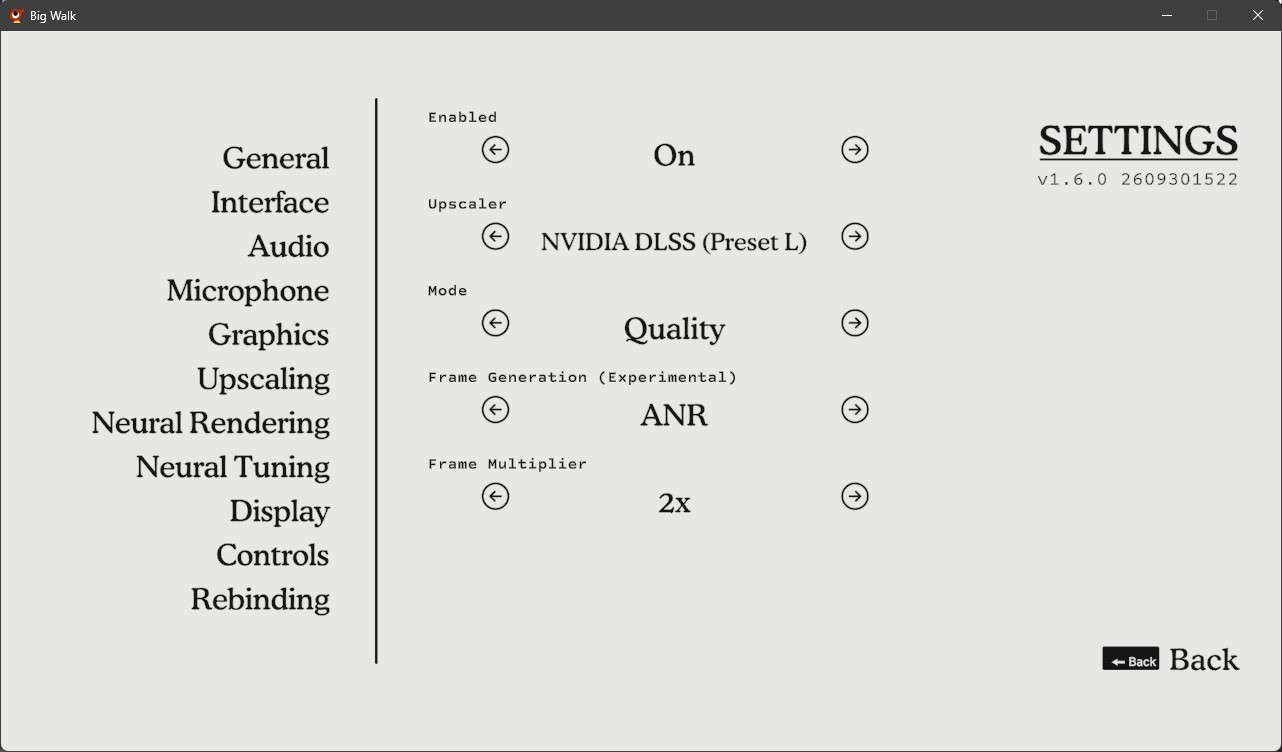 Big Walk
General
Interface
Audio
Microphone
Graphics
Upscaling
Neural Rendering
Neural Tuning
Display
Controls
Rebinding
Enabled
On
Upscaler
NVIDIA DLSS (Preset L)
Mode
Quality
Frame Generation (Experimental)
ANR
Frame Multiplier
2x
SETTINGS
v1.6.0 2609301522
← Back Back